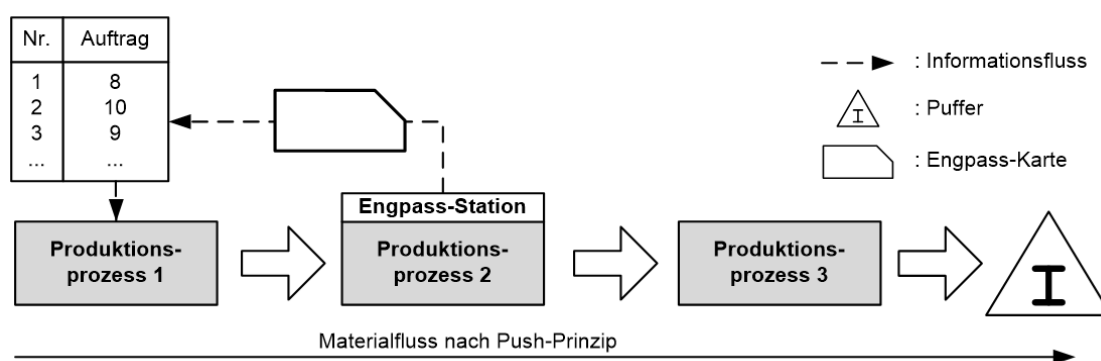 Nr. Auftrag
1 8
2 10
3 9
... ...
: Informationsfluss
I : Puffer
: Engpass-Karte
Engpass-Station
Produktions-
prozess 1
Produktions-
prozess 2
Produktions-
prozess 3
I
Materialfluss nach Push-Prinzip